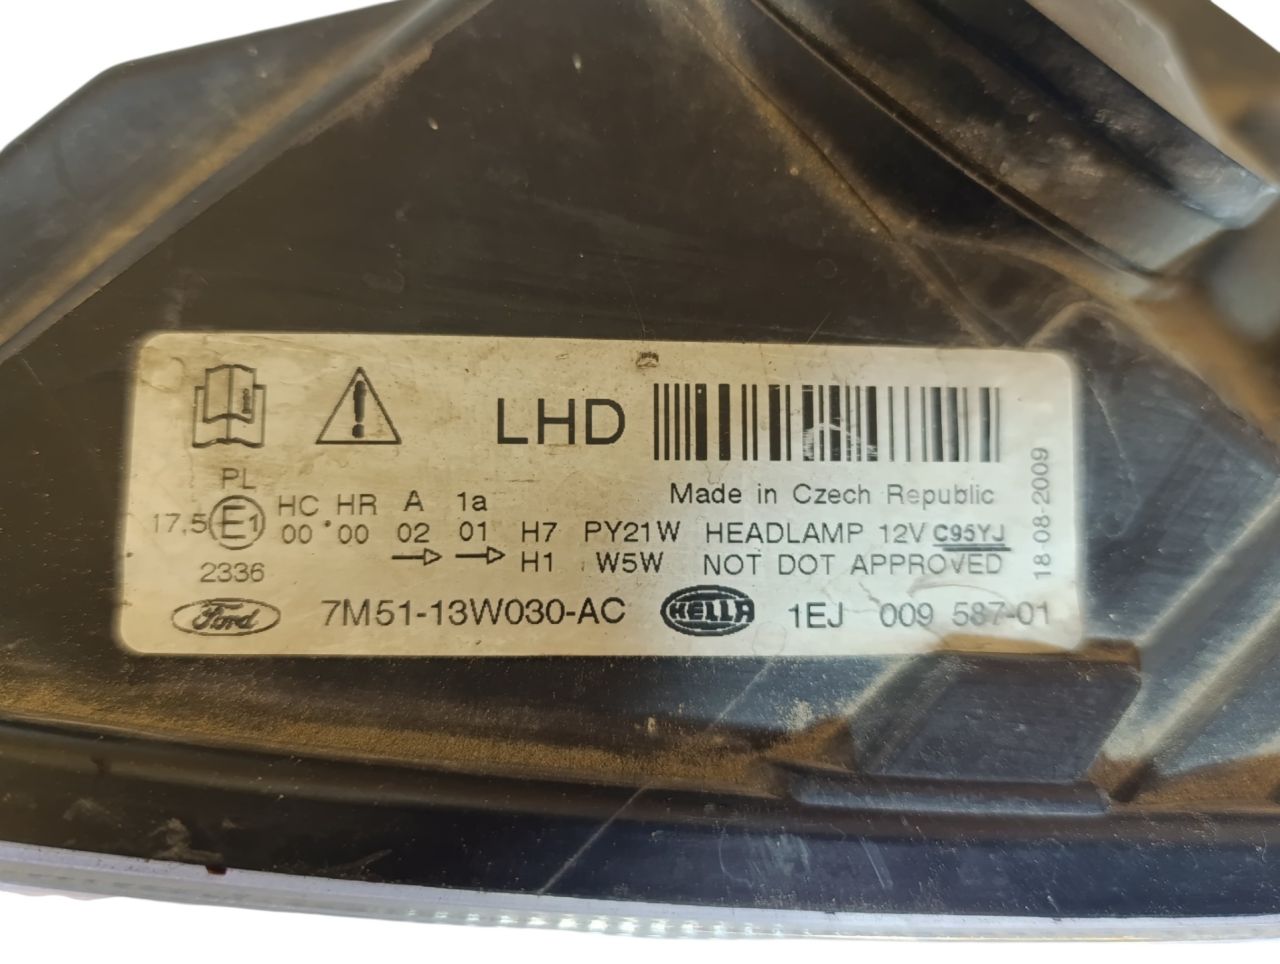 LHD
Made in Czech Republic
PL
17,5 E1 HC HR A 1a
00 00 02 01 H7 PY21W HEADLAMP 12V C95YJ
H1 W5W NOT DOT APPROVED
2336
Ford 7M51-13W030-AC HELLA 1EJ 009 587-01
18-08-2009